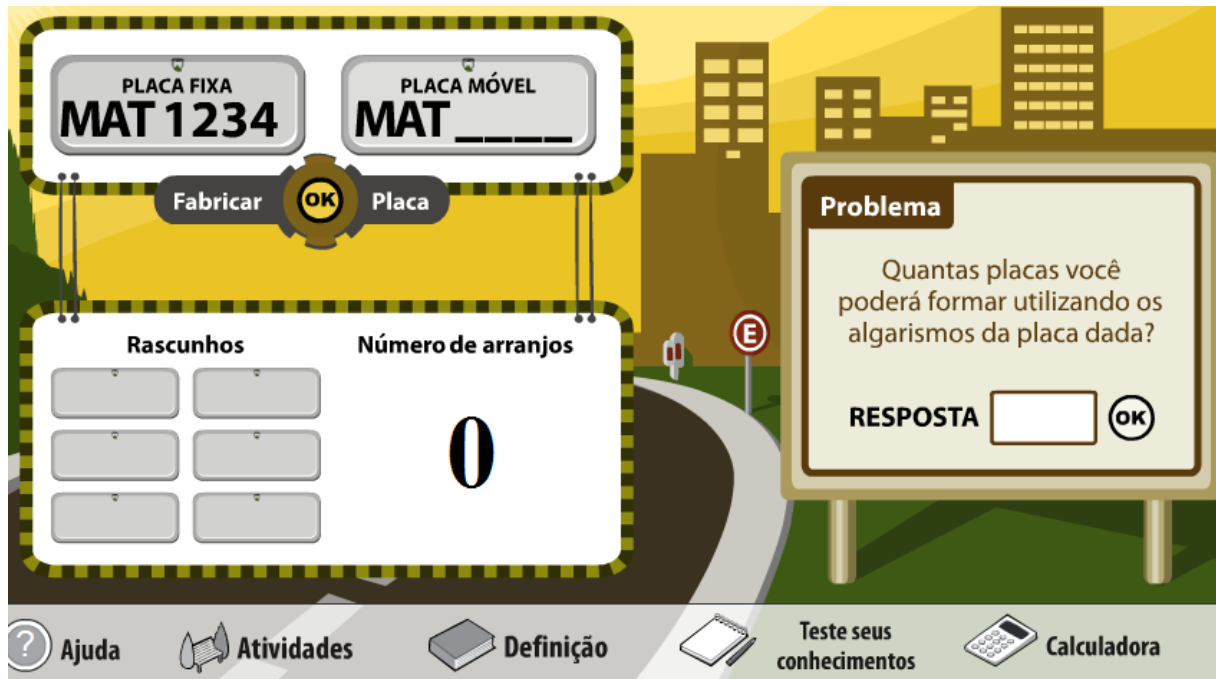 PLACA FIXA
MAT 1234
PLACA MÓVEL
MAT_ _ _ _
Fabricar OK Placa
Rascunhos
Número de arranjos
0
E
Problema
Quantas placas você
poderá formar utilizando os
algarismos da placa dada?
RESPOSTA OK
? Ajuda
Atividades
Definição
Teste seus
conhecimentos
Calculadora